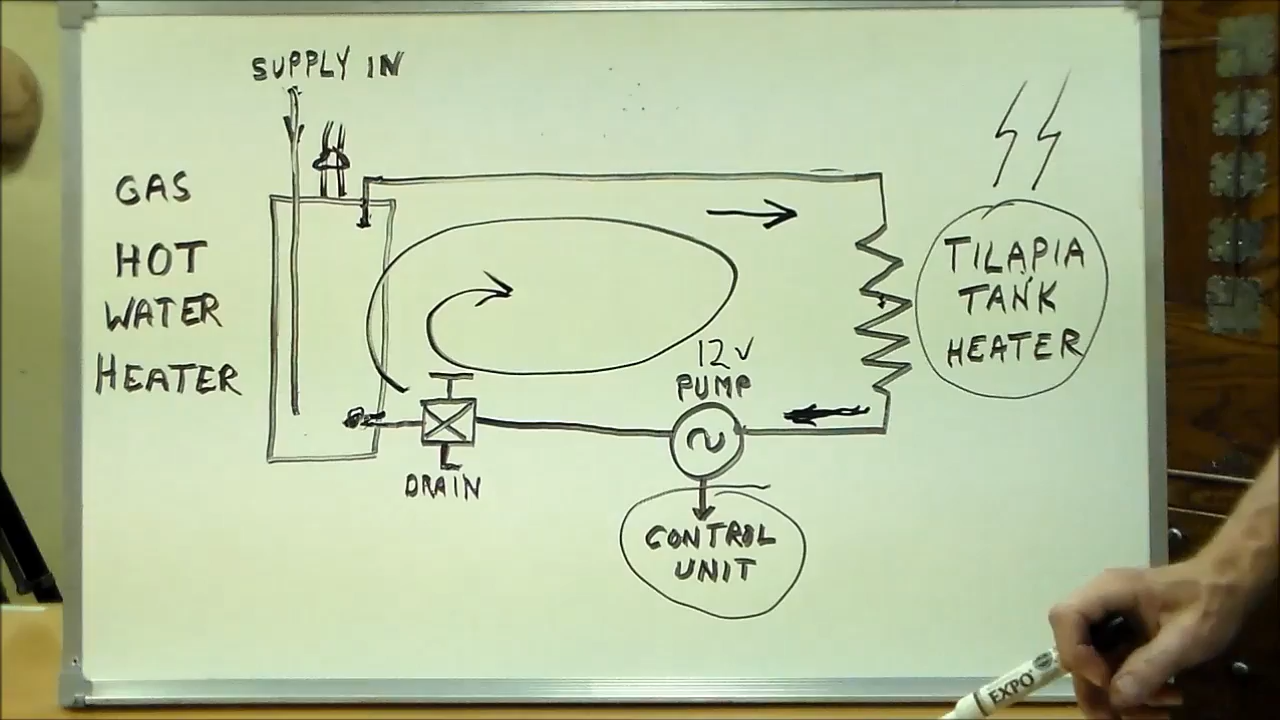 SUPPLY IN
GAS
HOT
WATER
HEATER
TILAPIA
TANK
HEATER
12V
PUMP
DRAIN
CONTROL
UNIT
EXPO